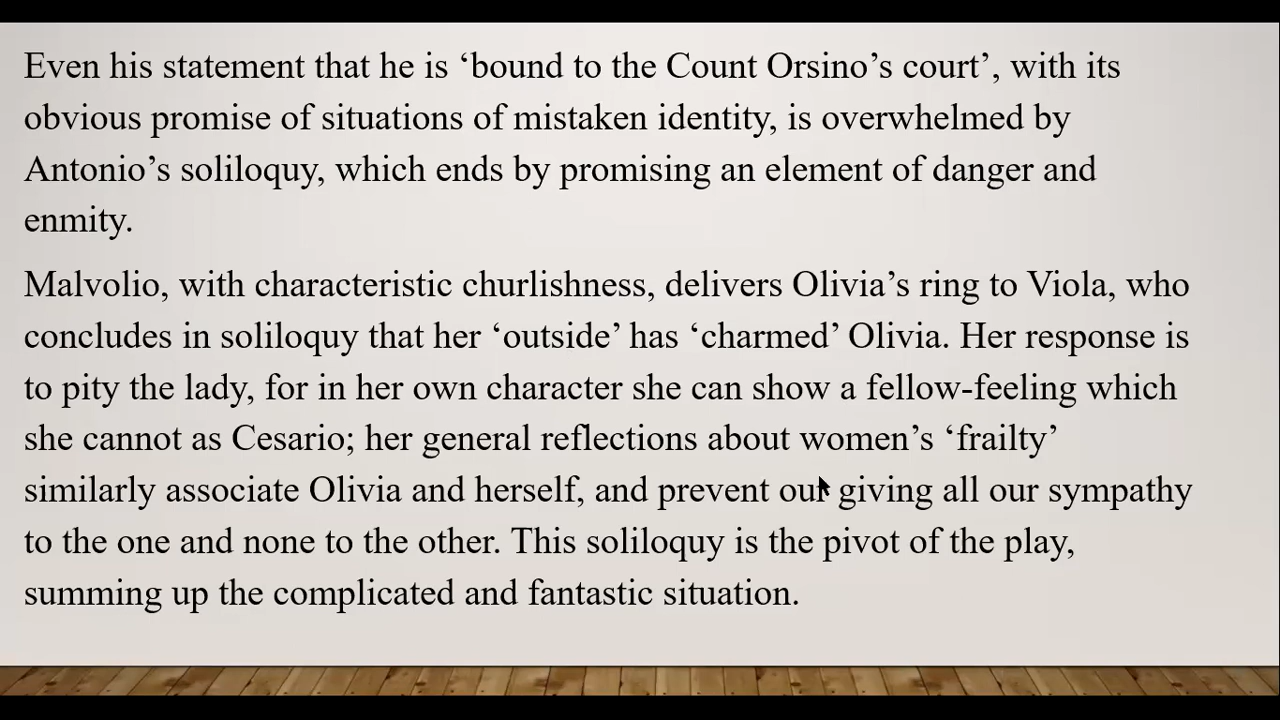 Even his statement that he is ‘bound to the Count Orsino’s court’, with its
obvious promise of situations of mistaken identity, is overwhelmed by
Antonio’s soliloquy, which ends by promising an element of danger and
enmity.
Malvolio, with characteristic churlishness, delivers Olivia’s ring to Viola, who
concludes in soliloquy that her ‘outside’ has ‘charmed’ Olivia. Her response is
to pity the lady, for in her own character she can show a fellow-feeling which
she cannot as Cesario; her general reflections about women’s ‘frailty’
similarly associate Olivia and herself, and prevent our giving all our sympathy
to the one and none to the other. This soliloquy is the pivot of the play,
summing up the complicated and fantastic situation.